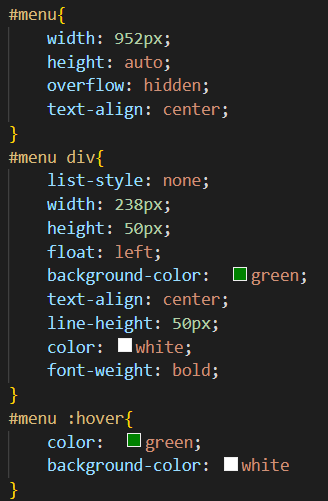 #menu{
width: 952px;
height: auto;
overflow: hidden;
text-align: center;
}
#menu div{
list-style: none;
width: 238px;
height: 50px;
float: left;
background-color: green;
text-align: center;
line-height: 50px;
color: white;
font-weight: bold;
}
#menu :hover{
color: green;
background-color: white
}